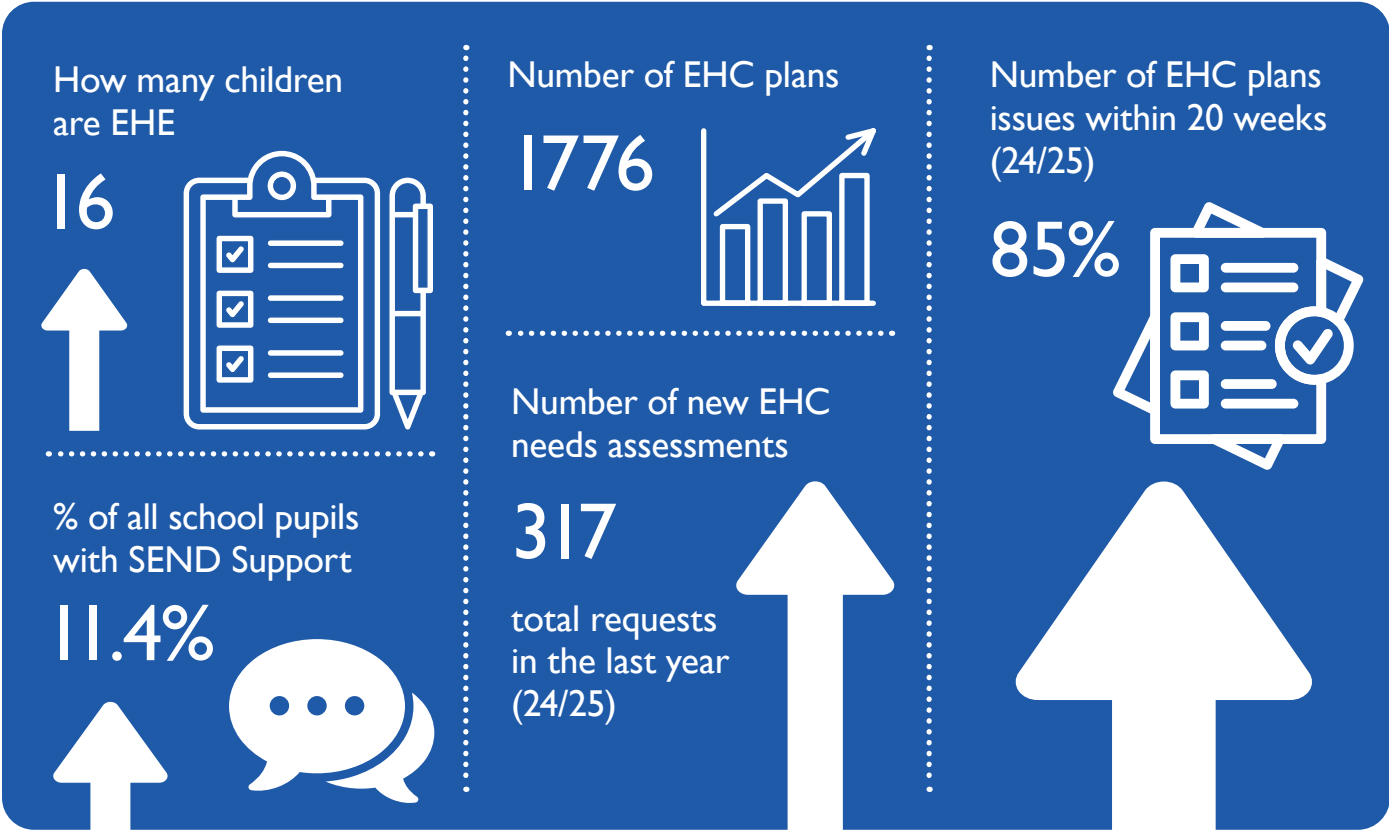 How many children
are EHE
16
% of all school pupils
with SEND Support
11.4%
Number of EHC plans
1776
Number of new EHC
needs assessments
317
total requests
in the last year
(24/25)
Number of EHC plans
issues within 20 weeks
(24/25)
85%